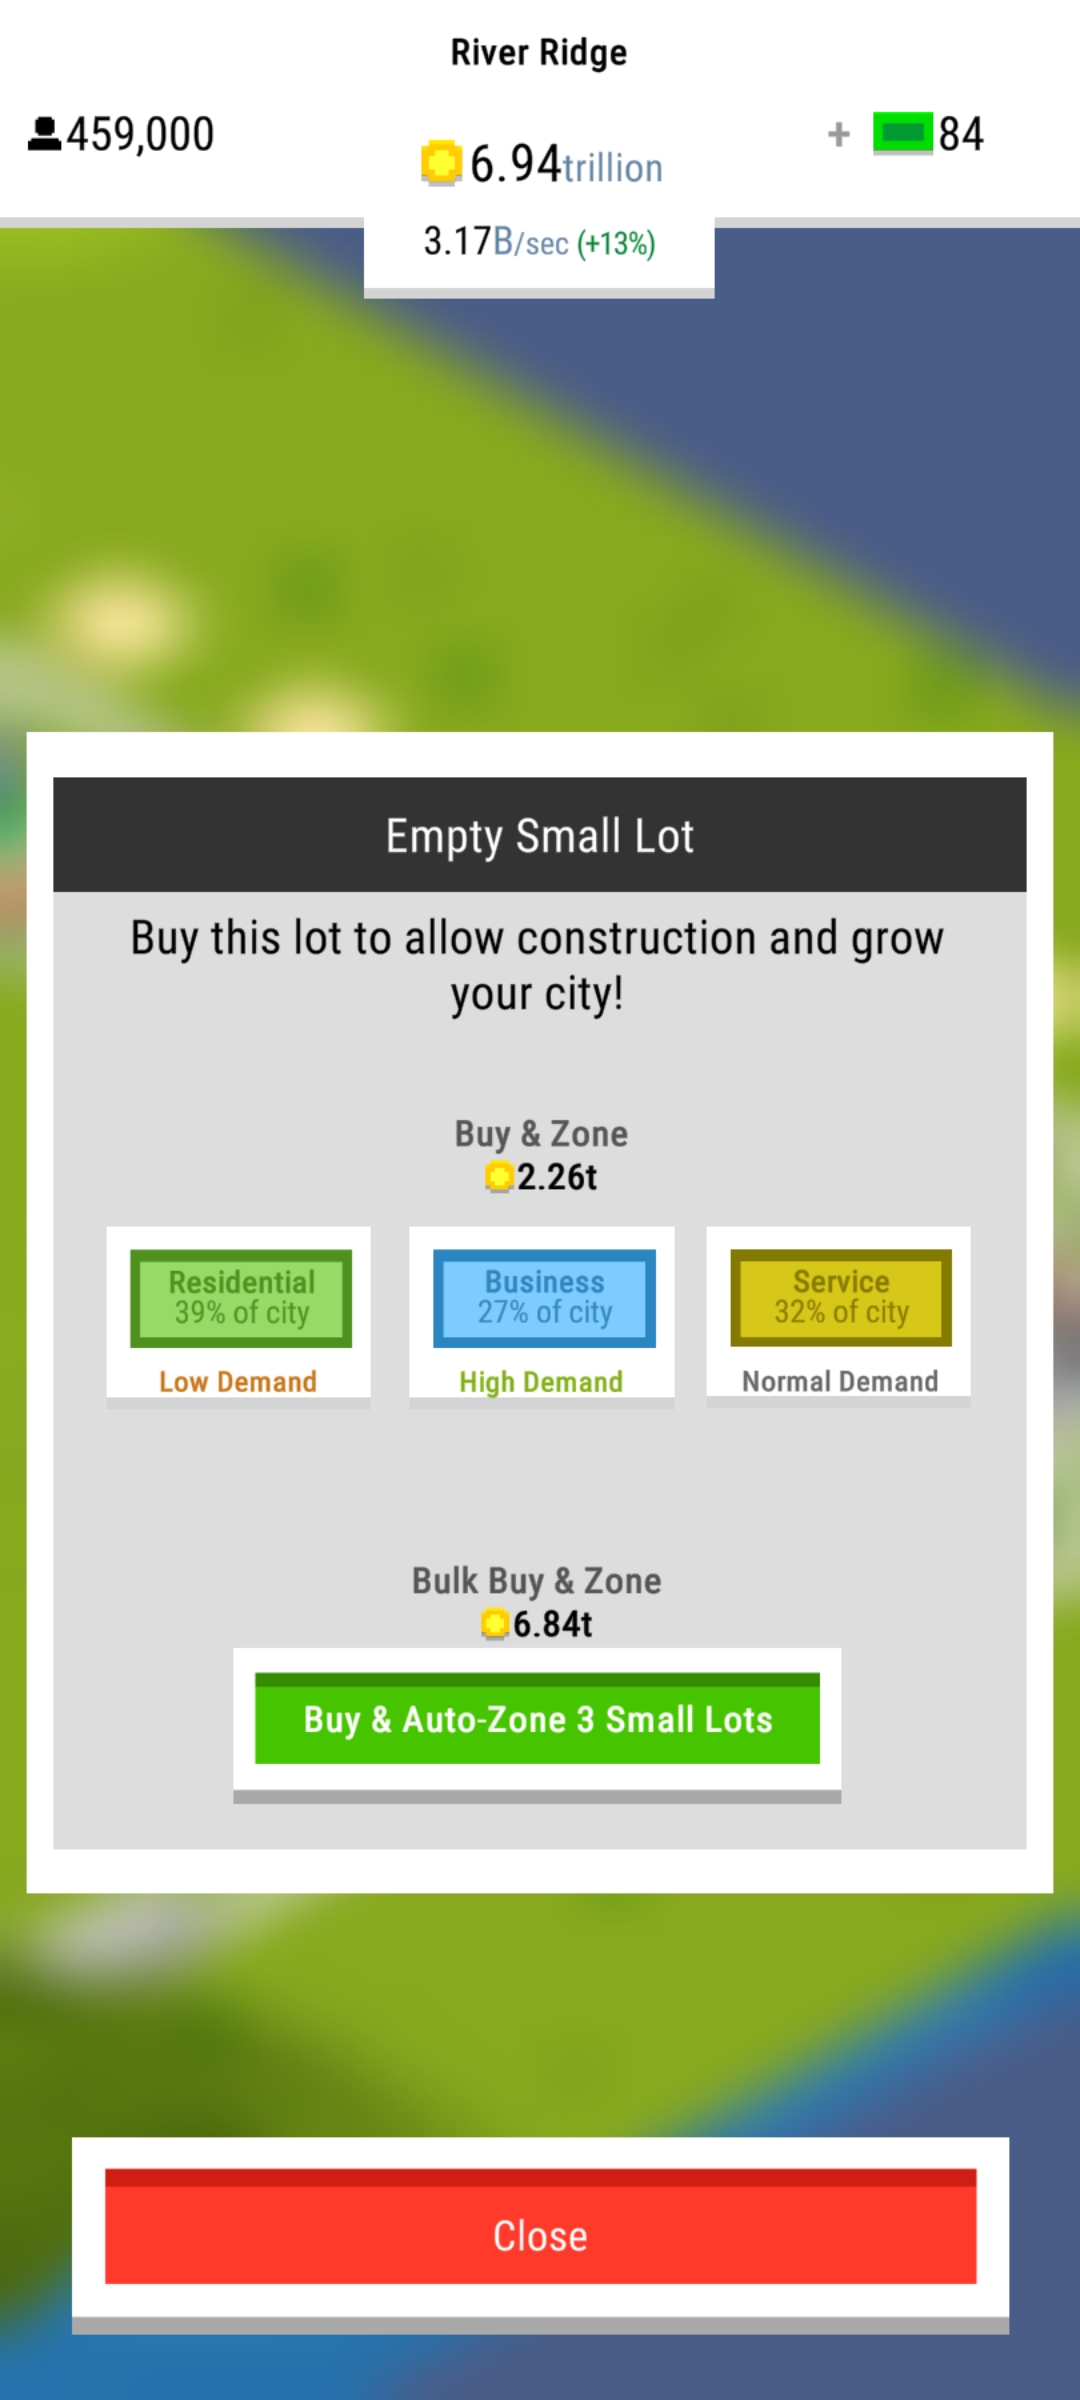 River Ridge
459,000
+ 84
6.94trillion
3.17B/sec (+13%)
Empty Small Lot
Buy this lot to allow construction and grow
your city!
Buy & Zone
2.26t
Residential
39% of city
Low Demand
Business
27% of city
High Demand
Service
32% of city
Normal Demand
Bulk Buy & Zone
6.84t
Buy & Auto-Zone 3 Small Lots
Close